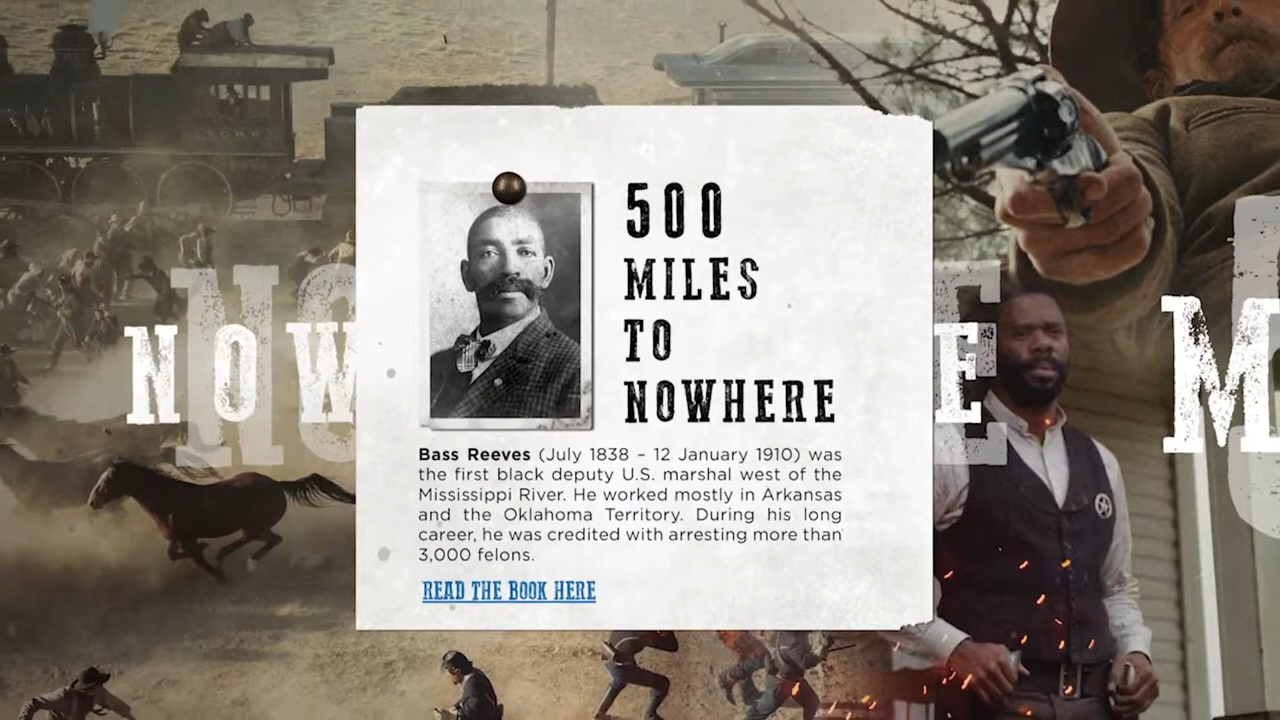 500
MILES
TO
NOWHERE
Bass Reeves (July 1838 – 12 January 1910) was
the first black deputy U.S. marshal west of the
Mississippi River. He worked mostly in Arkansas
and the Oklahoma Territory. During his long
career, he was credited with arresting more than
3,000 felons.
READ THE BOOK HERE
NOW
E
M